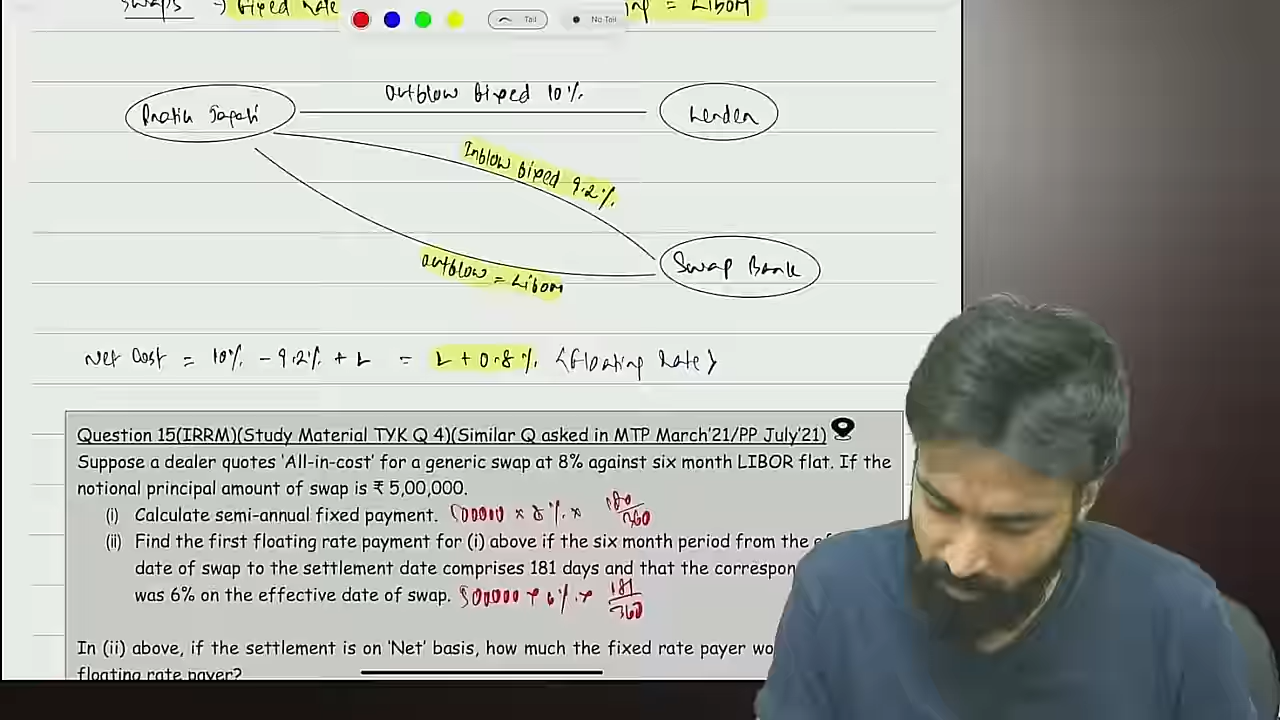 Swaps → Fixed Rate = Libor
Tail No Tail
Outflow Fixed 10%
Pratik Jagati Lender
Inflow Fixed 9.2%
Outflow = Libor
Swap Bank
Net Cost = 10% - 9.2% + L = L + 0.8% {Floating Rate}
Question 15(IRRM)(Study Material TYK Q 4)(Similar Q asked in MTP March'21/PP July'21)
Suppose a dealer quotes 'All-in-cost' for a generic swap at 8% against six month LIBOR flat. If the
notional principal amount of swap is ₹ 5,00,000.
(i) Calculate semi-annual fixed payment. 500000 × 8% × 180/360
(ii) Find the first floating rate payment for (i) above if the six month period from the
date of swap to the settlement date comprises 181 days and that the
was 6% on the effective date of swap. 500000 × 6% × 181/360
In (ii) above, if the settlement is on 'Net' basis, how much the fixed rate payer
floating rate payer?